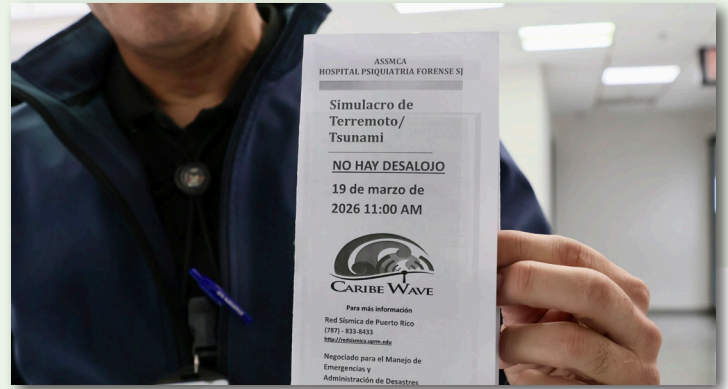 ASSMCA
HOSPITAL PSIQUIATRIA FORENSE SJ
Simulacro de
Terremoto/
Tsunami
NO HAY DESALOJO
19 de marzo de
2026 11:00 AM
CARIBE WAVE
Para más información
Red Sísmica de Puerto Rico
(787) - 833-8433
http://redsismica.uprm.edu
Negociado para el Manejo de
Emergencias y
Administración de Desastres